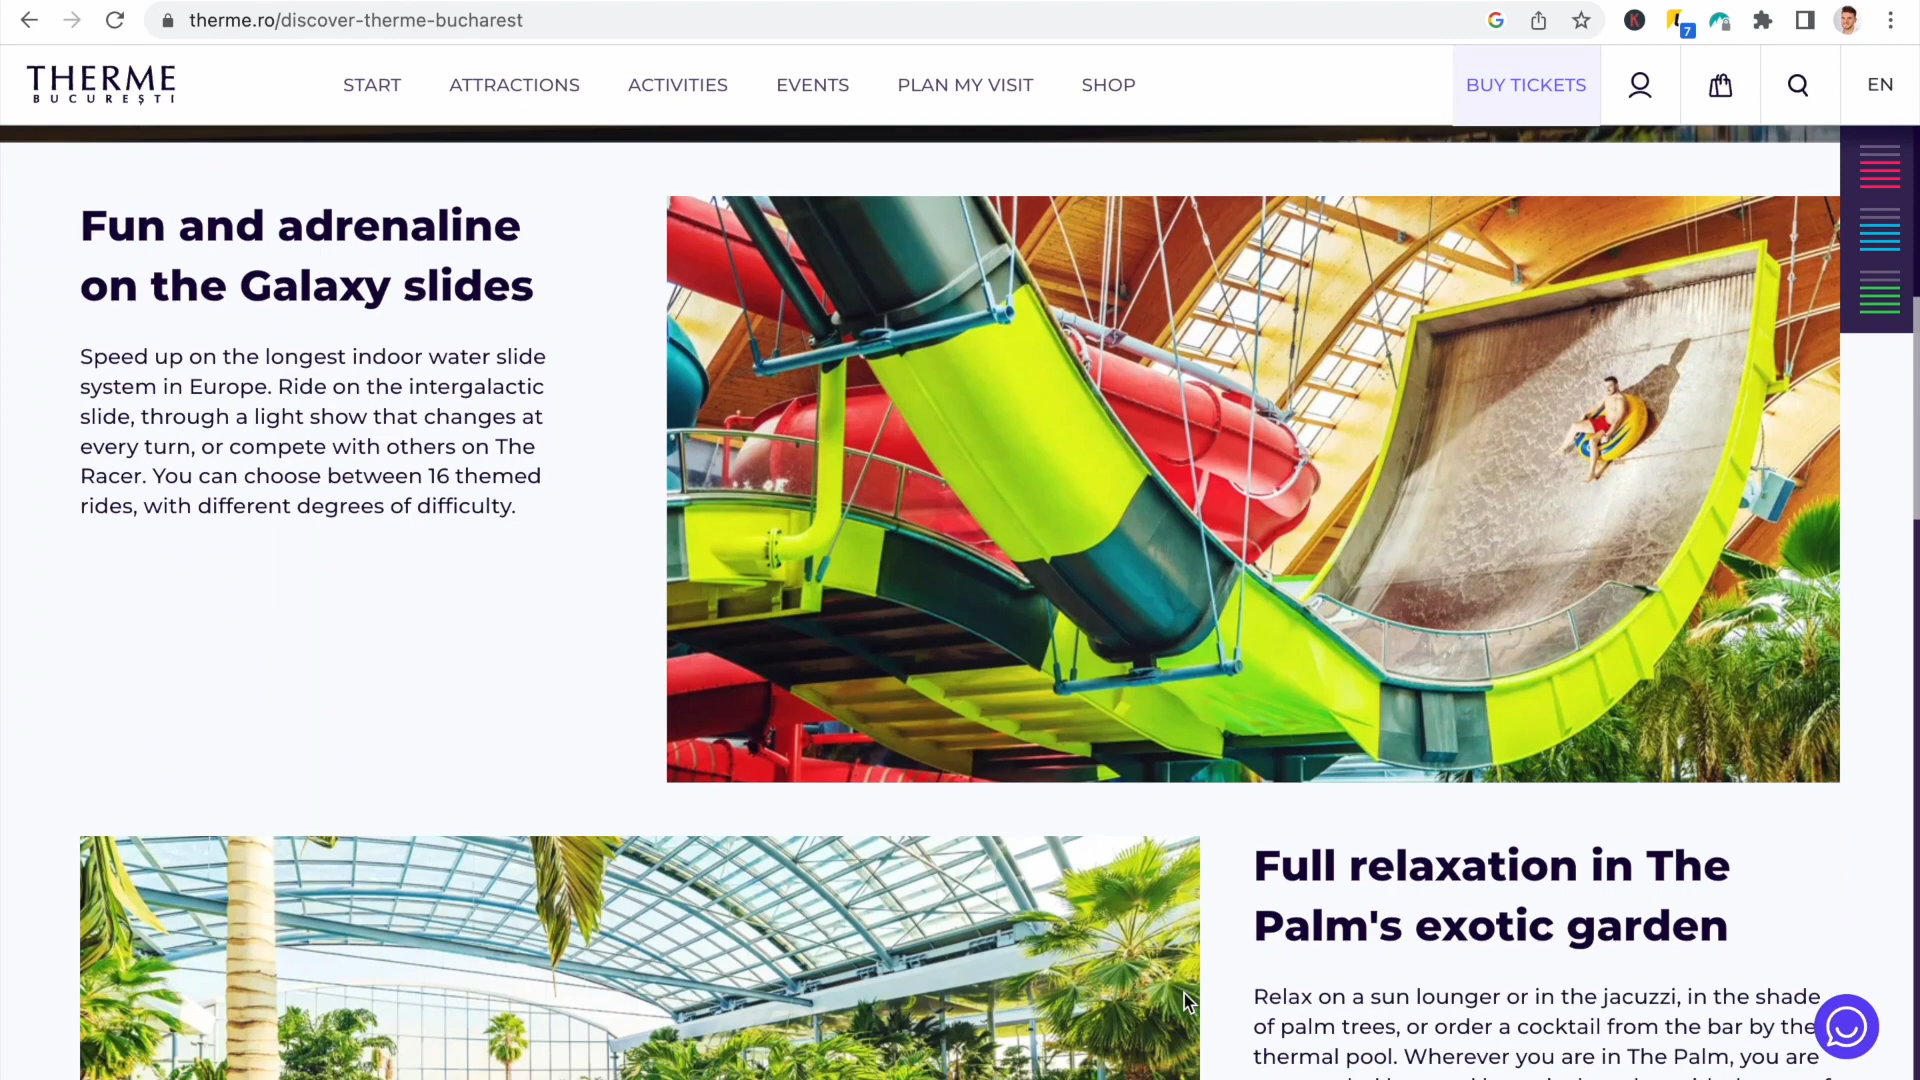 therme.ro/discover-therme-bucharest
7
THERME
BUCUREȘTI
START
ATTRACTIONS
ACTIVITIES
EVENTS
PLAN MY VISIT
SHOP
BUY TICKETS
EN
Fun and adrenaline
on the Galaxy slides
Speed up on the longest indoor water slide
system in Europe. Ride on the intergalactic
slide, through a light show that changes at
every turn, or compete with others on The
Racer. You can choose between 16 themed
rides, with different degrees of difficulty.
Full relaxation in The
Palm's exotic garden
Relax on a sun lounger or in the jacuzzi, in the shade
of palm trees, or order a cocktail from the bar by the
thermal pool. Wherever you are in The Palm, you are